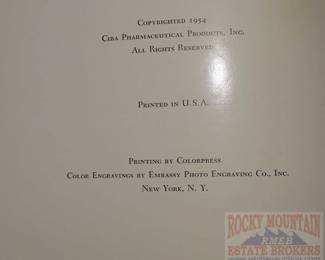 Copyrighted 1954
Ciba Pharmaceutical Products, Inc.
All Rights Reserved
Printed in U.S.A.
Printing by Colorpress
Color Engravings by Embassy Photo Engraving Co., Inc.
New York, N. Y.
ROCKY MOUNTAIN
RMEB
ESTATE BROKERS